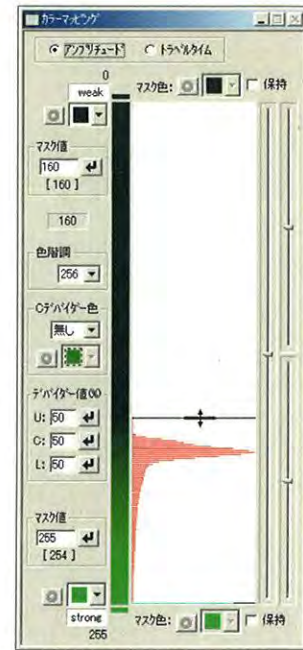 カラーマッピング
アンプリチュード トラベルタイム
0
weak マスク色: 保持
マスク値
160
[ 160 ]
160
色階調
256
Cデバイダー色
無し
デバイダー値(%)
U: 50
C: 50
L: 50
マスク値
255
[ 254 ]
strone マスク色: 保持
255